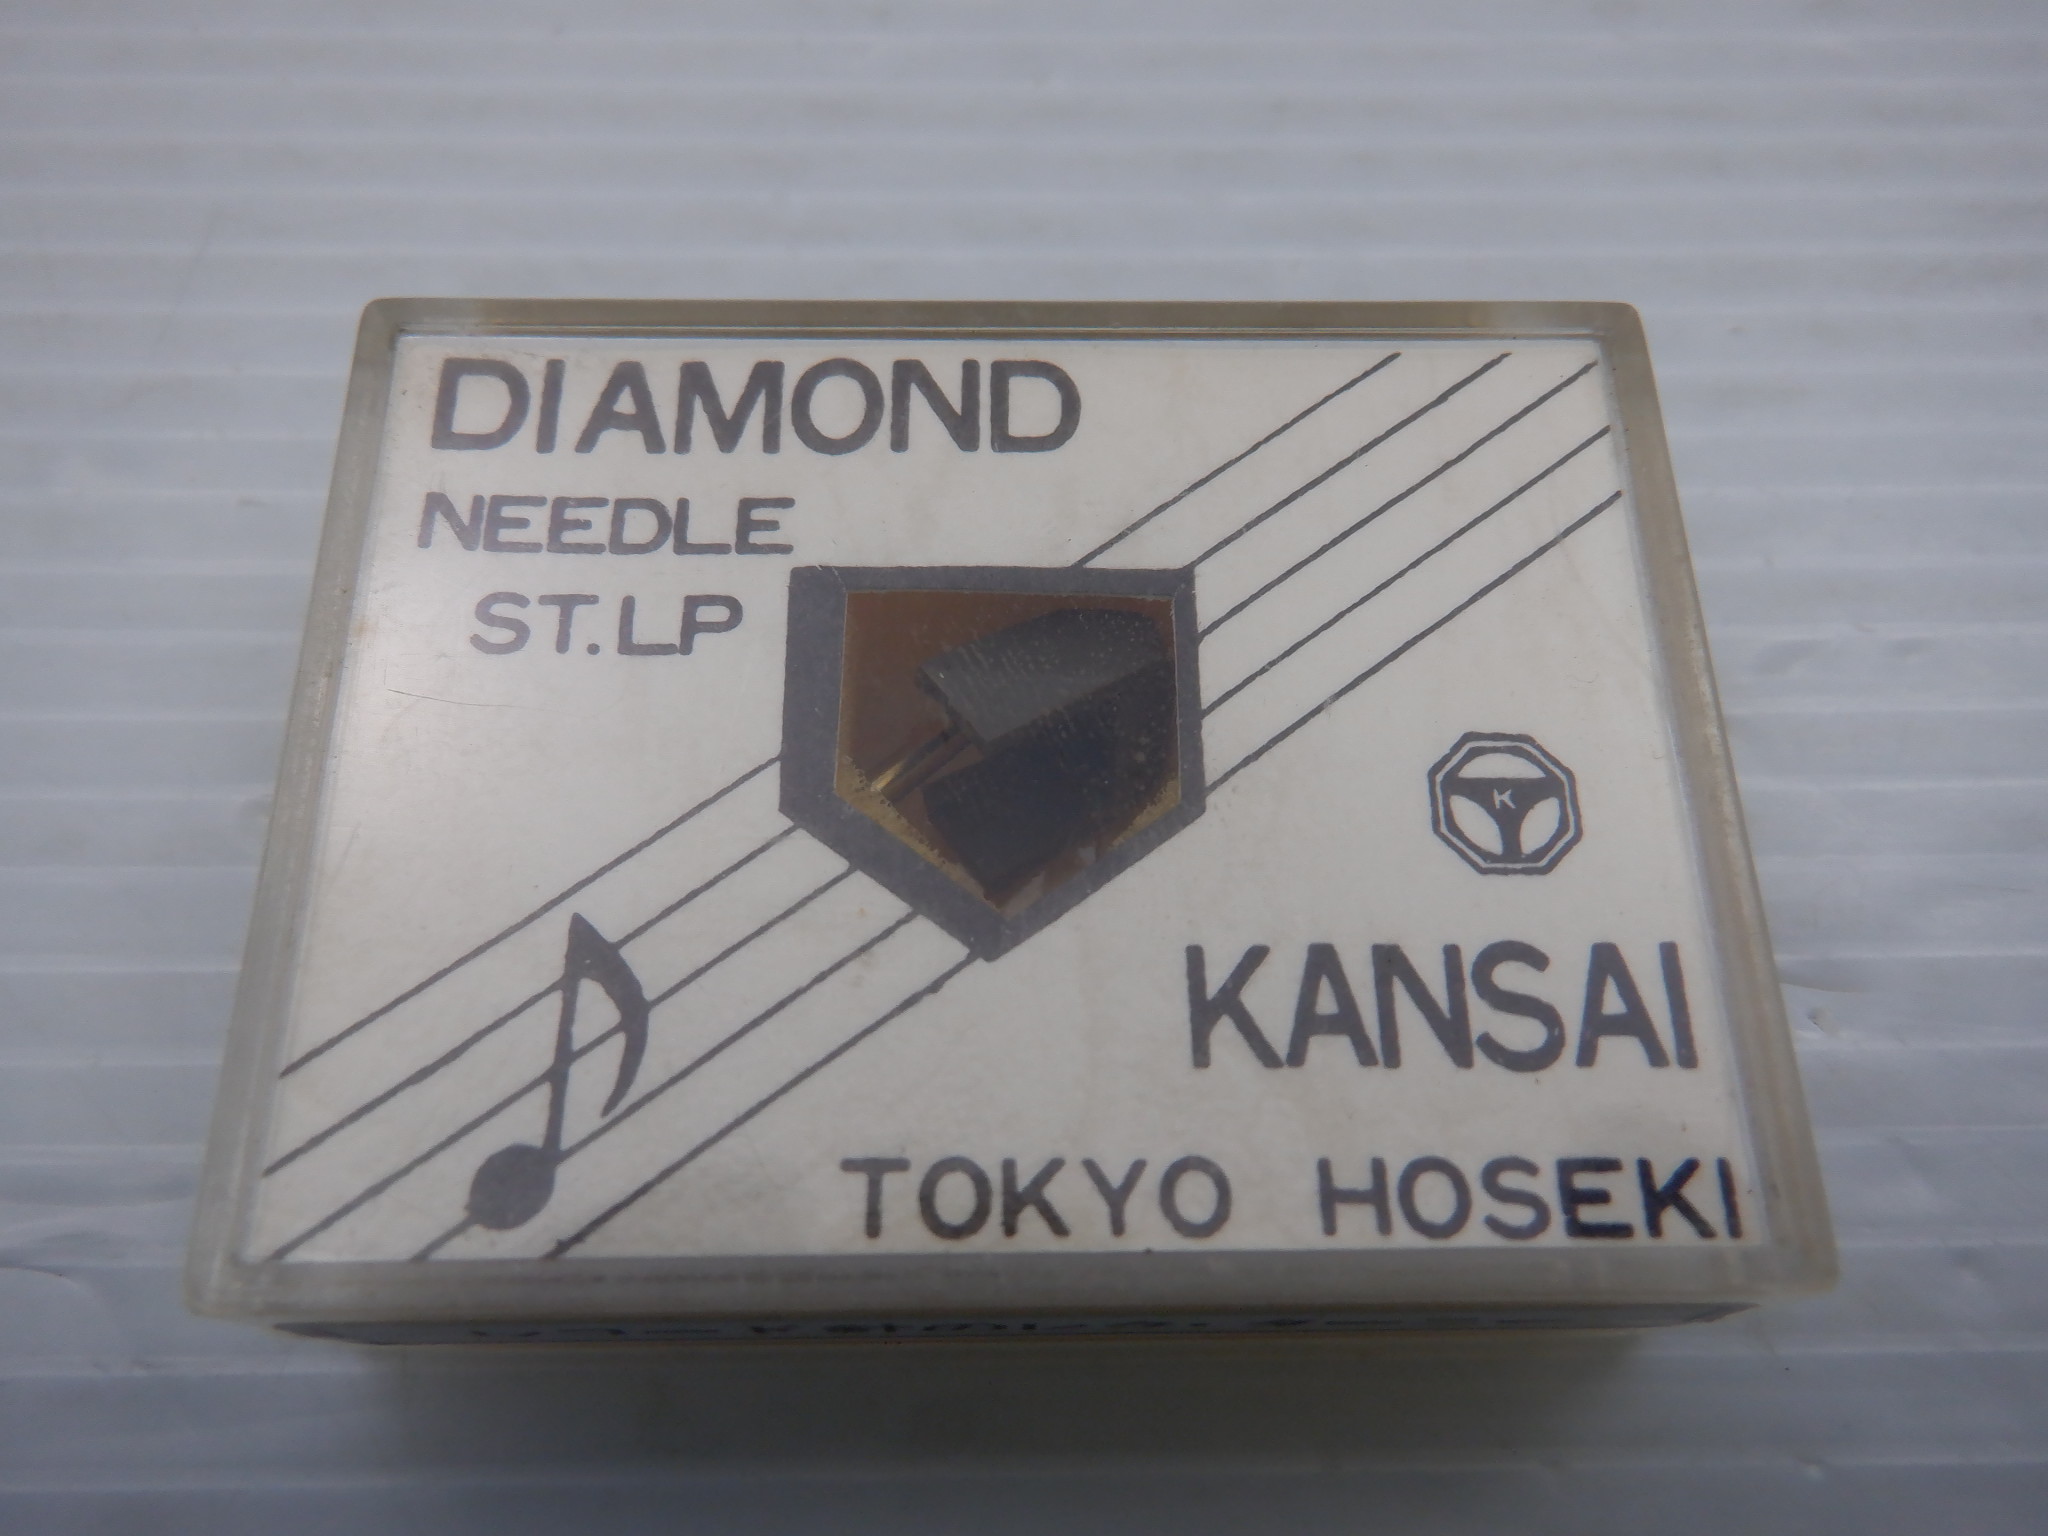 DIAMOND
NEEDLE
ST.LP
K
KANSAI
TOKYO HOSEKI